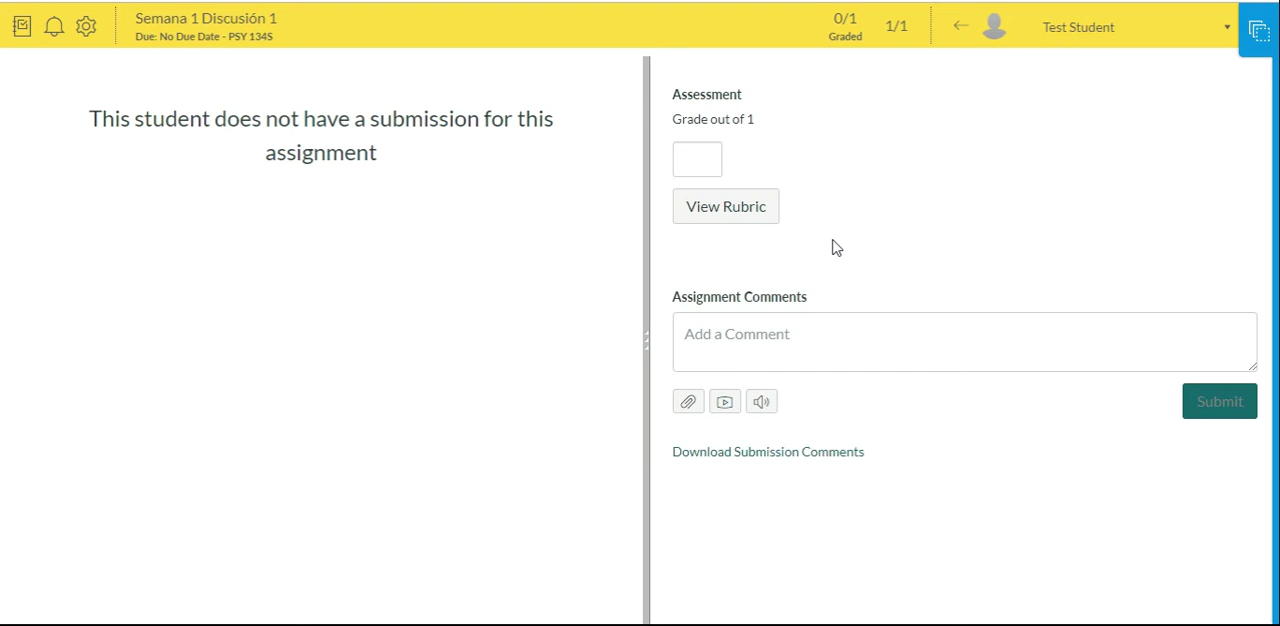 Semana 1 Discusión 1
Due: No Due Date - PSY 134S
0/1
Graded
1/1
Test Student
This student does not have a submission for this
assignment
Assessment
Grade out of 1
View Rubric
Assignment Comments
Add a Comment
Submit
Download Submission Comments